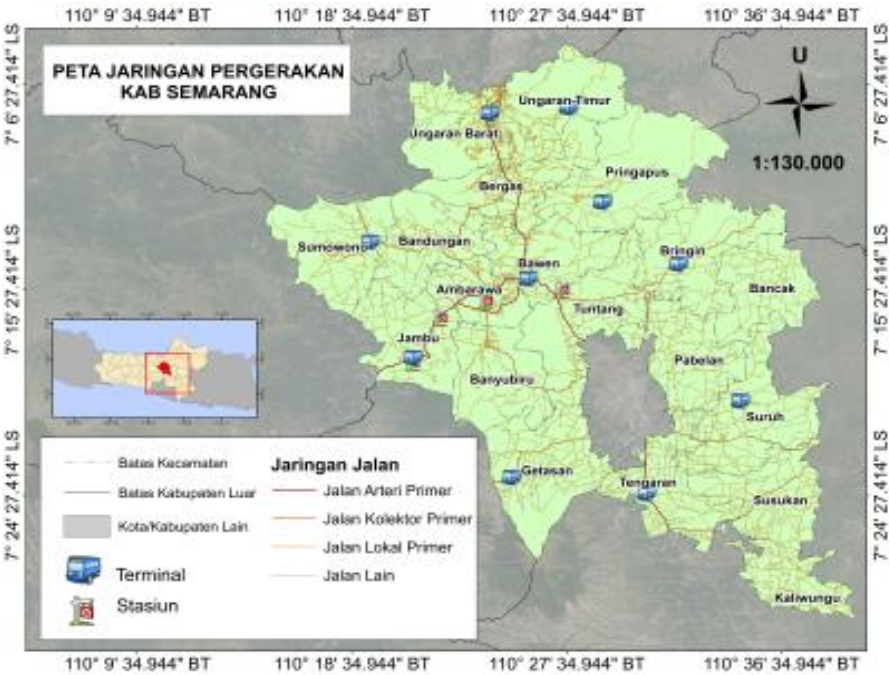 110° 9' 34.944" BT
110° 18' 34.944" BT
110° 27' 34.944" BT
110° 36' 34.944" BT
7° 6' 27.414" LS
7° 6' 27.414" LS
PETA JARINGAN PERGERAKAN
KAB SEMARANG
U
1:130.000
Ungaran Timur
Ungaran Barat
Pringapus
Bergas
Sumowono
Bandungan
Bringin
Bawen
Ambarawa
Bancak
Tuntang
7° 15' 27.414" LS
7° 15' 27.414" LS
Jambu
Pabelan
Banyubiru
Suruh
Getasan
Tengaran
Susukan
Kaliwungu
7° 24' 27.414" LS
7° 24' 27.414" LS
Batas Kecamatan
Batas Kabupaten Luar
Kota/Kabupaten Lain
Terminal
Stasiun
Jaringan Jalan
Jalan Arteri Primer
Jalan Kolektor Primer
Jalan Lokal Primer
Jalan Lain
110° 9' 34.944" BT
110° 18' 34.944" BT
110° 27' 34.944" BT
110° 36' 34.944" BT